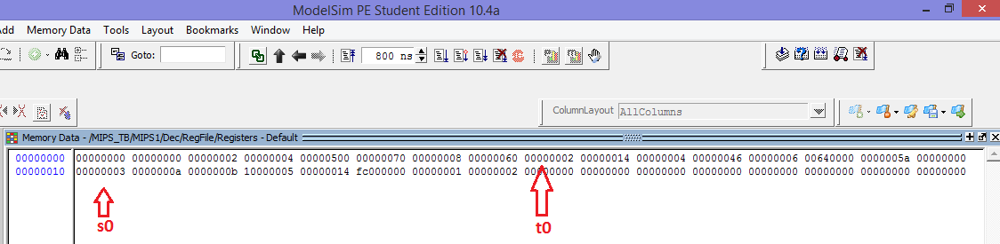 ModelSim PE Student Edition 10.4a
Add Memory Data Tools Layout Bookmarks Window Help
Goto: 800 ns
ColumnLayout AllColumns
Memory Data - /MIPS_TB/MIPS1/Dec/RegFile/Registers - Default
00000000 00000000 00000000 00000002 00000004 00000500 00000070 00000008 00000060 00000002 00000014 00000004 00000046 00000006 00640000 0000005a 00000000
00000010 00000003 0000000a 0000000b 10000005 00000014 fc000000 00000001 00000002 00000000 00000000 00000000 00000000 00000000 00000000 00000000 00000000
s0 t0